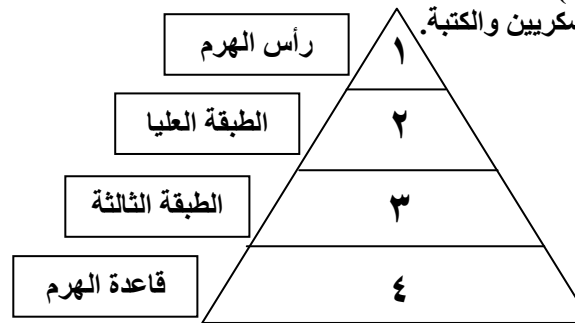 والكتبة.
رأس الهرم
١
الطبقة العليا
٢
الطبقة الثالثة
٣
قاعدة الهرم
٤